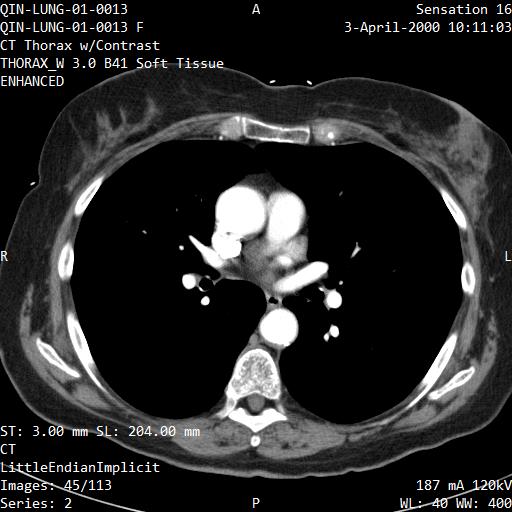 QIN-LUNG-01-0013
A
Sensation 16
QIN-LUNG-01-0013 F
3-April-2000 10:11:03
CT Thorax w/Contrast
THORAX_W 3.0 B41 Soft Tissue
ENHANCED
R
L
ST: 3.00 mm SL: 204.00 mm
CT
LittleEndianImplicit
Images: 45/113
187 mA 120kV
Series: 2
P
WL: 40 WW: 400